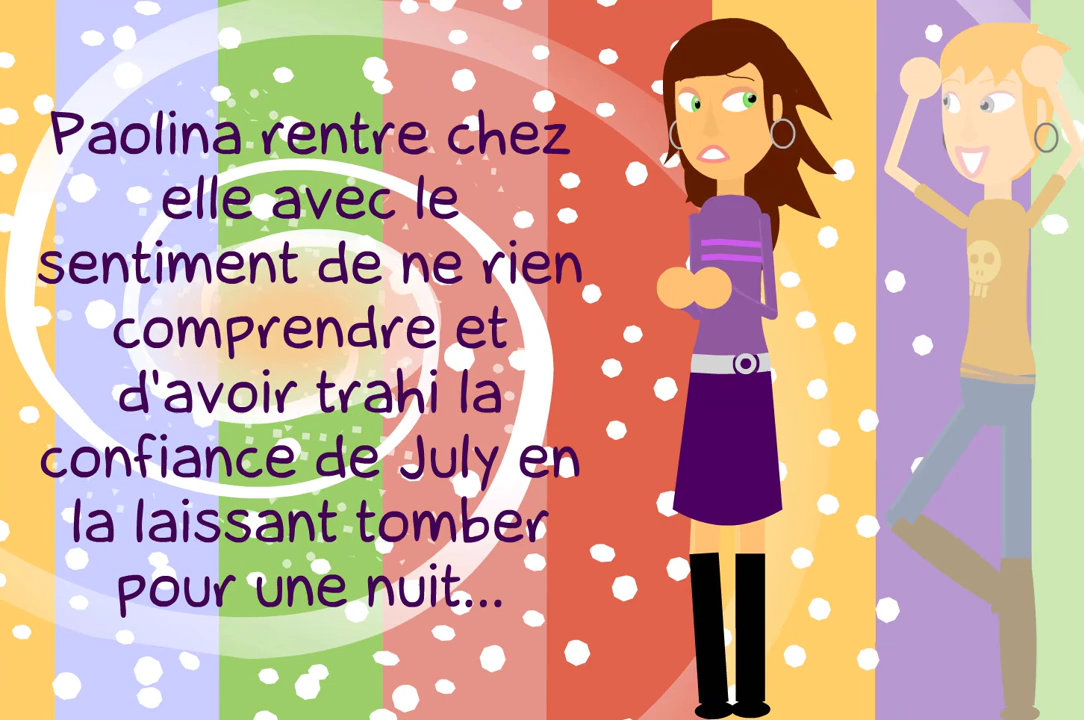 Paolina rentre chez
elle avec le
sentiment de ne rien
comprendre et
d'avoir trahi la
confiance de July en
la laissant tomber
pour une nuit...